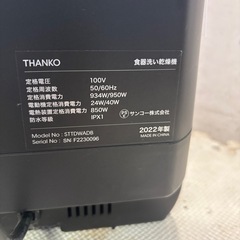 THANKO 食器洗い乾燥機
定格電圧 100V
定格周波数 50/60Hz
定格消費電力 934W/950W
電動機定格消費電力 24W/40W
電熱装置定格消費電力 850W
防水等級 IPX1
サンコー株式会社
Model No : STTDWADB
Serial No : SN F2230096
2022年製
MADE IN CHINA